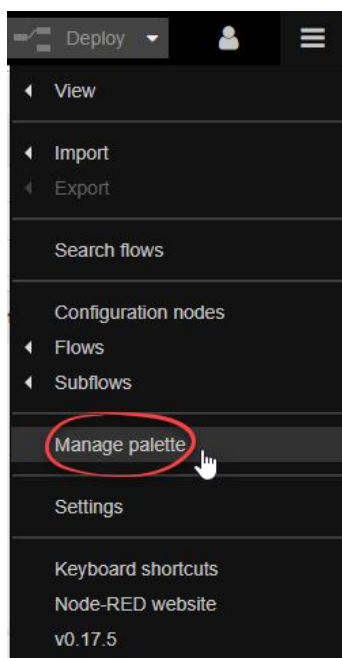 Deploy
View
Import
Export
Search flows
Configuration nodes
Flows
Subflows
Manage palette
Settings
Keyboard shortcuts
Node-RED website
v0.17.5